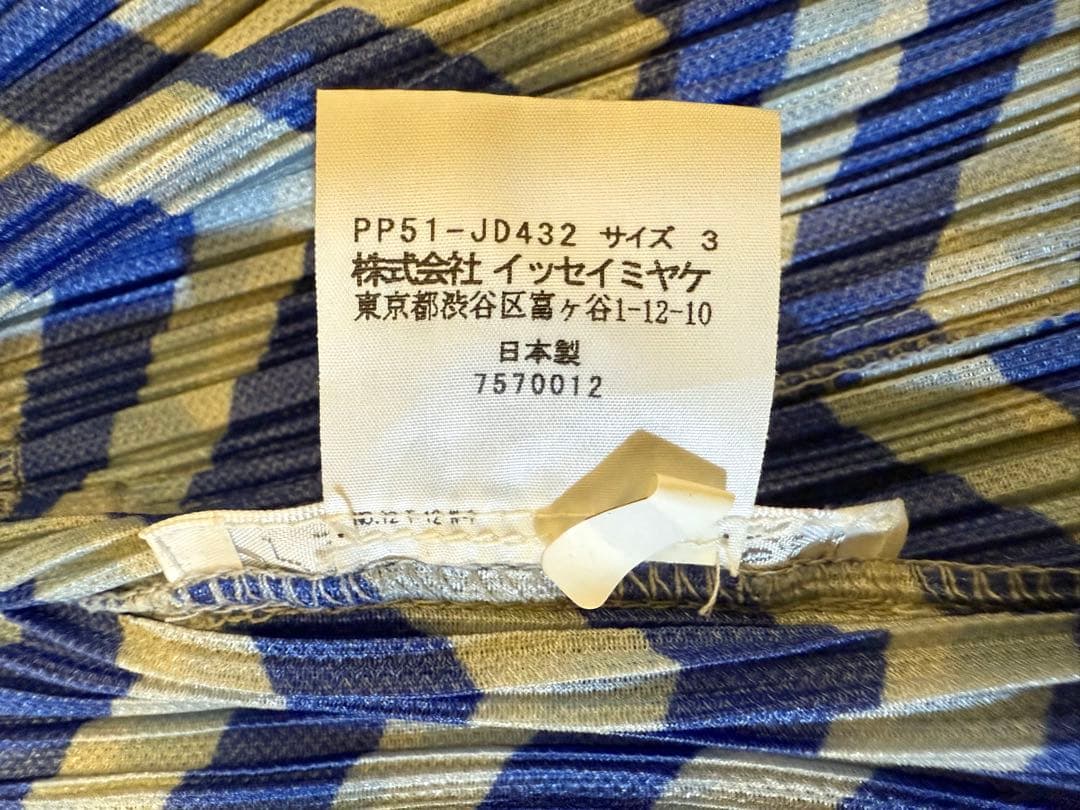 PP51-JD432 サイズ 3
株式会社 イッセイミヤケ
東京都渋谷区富ヶ谷1-12-10
日本製
7570012